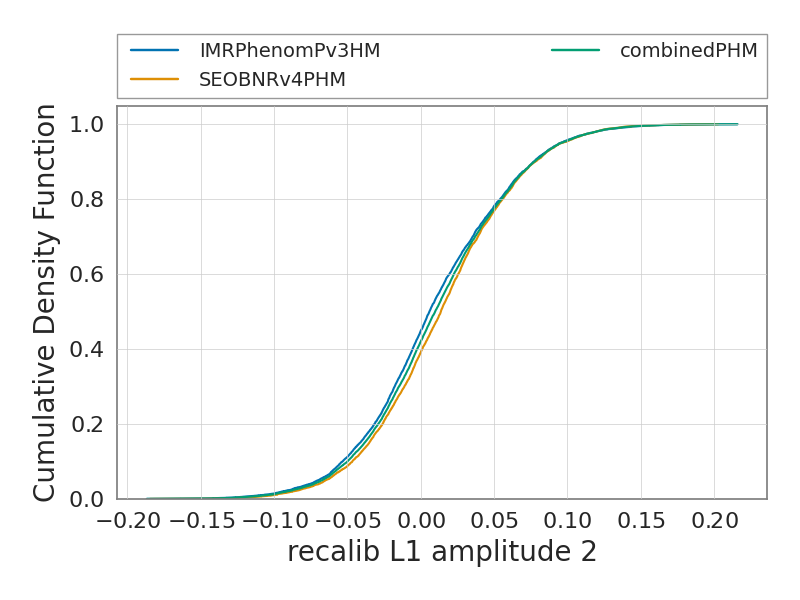 IMRPhenomPv3HM
SEOBNRv4PHM
combinedPHM
1.0
0.8
0.6
0.4
0.2
0.0
Cumulative Density Function
−0.20 −0.15 −0.10 −0.05 0.00 0.05 0.10 0.15 0.20
recalib L1 amplitude 2